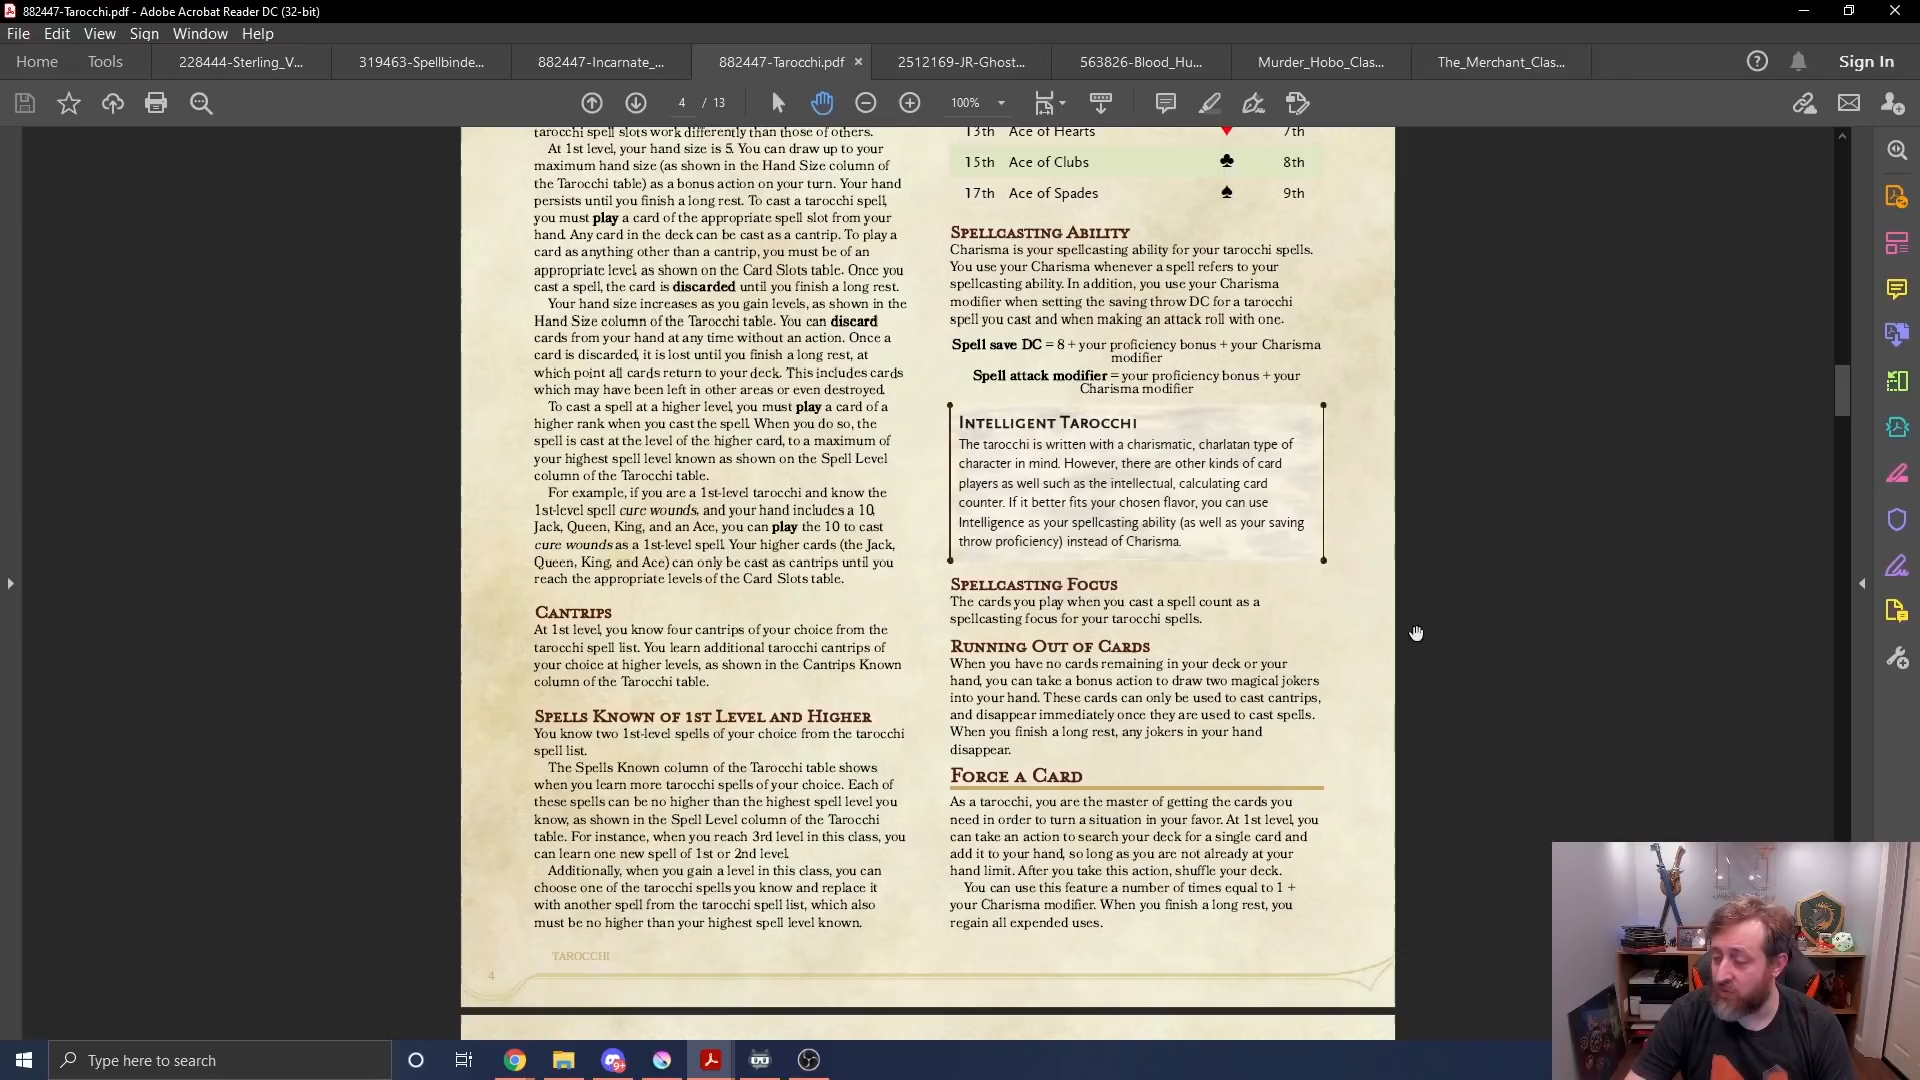 882447-Tarocchi.pdf - Adobe Acrobat Reader DC (32-bit)
File Edit View Sign Window Help
Home Tools 228444-Sterling_V... 319463-Spellbinde... 882447-Incarnate_... 882447-Tarocchi.pdf 2512169-JR-Ghost... 563826-Blood_Hu... Murder_Hobo_Clas... The_Merchant_Clas... Sign In
4 / 13 100%
tarocchi spell slots work differently than those of others.
At 1st level, your hand size is 5. You can draw up to your
maximum hand size (as shown in the Hand Size column of
the Tarocchi table) as a bonus action on your turn. Your hand
persists until you finish a long rest. To cast a tarocchi spell,
you must play a card of the appropriate spell slot from your
hand. Any card in the deck can be cast as a cantrip. To play a
card as anything other than a cantrip, you must be of an
appropriate level, as shown on the Card Slots table. Once you
cast a spell, the card is discarded until you finish a long rest.
Your hand size increases as you gain levels, as shown in the
Hand Size column of the Tarocchi table. You can discard
cards from your hand at any time without an action. Once a
card is discarded, it is lost until you finish a long rest, at
which point all cards return to your deck. This includes cards
which may have been left in other areas or even destroyed.
To cast a spell at a higher level, you must play a card of a
higher rank when you cast the spell. When you do so, the
spell is cast at the level of the higher card, to a maximum of
your highest spell level known as shown on the Spell Level
column of the Tarocchi table.
For example, if you are a 1st-level tarocchi and know the
1st-level spell cure wounds, and your hand includes a 10,
Jack, Queen, King, and an Ace, you can play the 10 to cast
cure wounds as a 1st-level spell. Your higher cards (the Jack,
Queen, King, and Ace) can only be cast as cantrips until you
reach the appropriate levels of the Card Slots table.
Cantrips
At 1st level, you know four cantrips of your choice from the
tarocchi spell list. You learn additional tarocchi cantrips of
your choice at higher levels, as shown in the Cantrips Known
column of the Tarocchi table.
Spells Known of 1st Level and Higher
You know two 1st-level spells of your choice from the tarocchi
spell list.
The Spells Known column of the Tarocchi table shows
when you learn more tarocchi spells of your choice. Each of
these spells can be no higher than the highest spell level you
know, as shown in the Spell Level column of the Tarocchi
table. For instance, when you reach 3rd level in this class, you
can learn one new spell of 1st or 2nd level.
Additionally, when you gain a level in this class, you can
choose one of the tarocchi spells you know and replace it
with another spell from the tarocchi spell list, which also
must be no higher than your highest spell level known.
TAROCCHI
4
13th Ace of Hearts ♥ 7th
15th Ace of Clubs ♣ 8th
17th Ace of Spades ♠ 9th
Spellcasting Ability
Charisma is your spellcasting ability for your tarocchi spells.
You use your Charisma whenever a spell refers to your
spellcasting ability. In addition, you use your Charisma
modifier when setting the saving throw DC for a tarocchi
spell you cast and when making an attack roll with one.
Spell save DC = 8 + your proficiency bonus + your Charisma
modifier
Spell attack modifier = your proficiency bonus + your
Charisma modifier
Intelligent Tarocchi
The tarocchi is written with a charismatic, charlatan type of
character in mind. However, there are other kinds of card
players as well such as the intellectual, calculating card
counter. If it better fits your chosen flavor, you can use
Intelligence as your spellcasting ability (as well as your saving
throw proficiency) instead of Charisma.
Spellcasting Focus
The cards you play when you cast a spell count as a
spellcasting focus for your tarocchi spells.
Running Out of Cards
When you have no cards remaining in your deck or your
hand, you can take a bonus action to draw two magical jokers
into your hand. These cards can only be used to cast cantrips,
and disappear immediately once they are used to cast spells.
When you finish a long rest, any jokers in your hand
disappear.
Force a Card
As a tarocchi, you are the master of getting the cards you
need in order to turn a situation in your favor. At 1st level, you
can take an action to search your deck for a single card and
add it to your hand, so long as you are not already at your
hand limit. After you take this action, shuffle your deck.
You can use this feature a number of times equal to 1 +
your Charisma modifier. When you finish a long rest, you
regain all expended uses.
Type here to search
9+